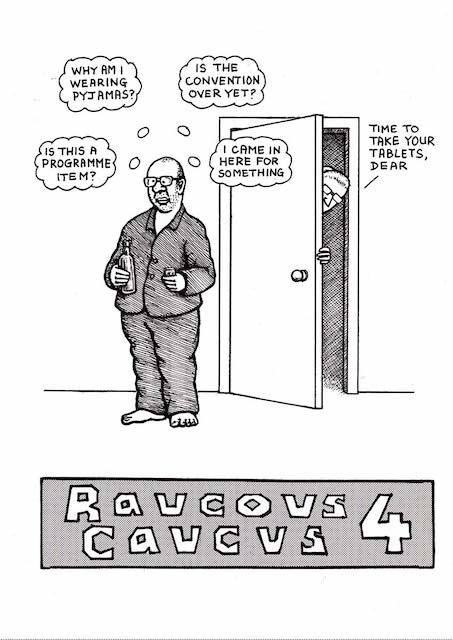 WHY AM I
WEARING
PYJAMAS?
IS THE
CONVENTION
OVER YET?
IS THIS A
PROGRAMME
ITEM?
I CAME IN
HERE FOR
SOMETHING
TIME TO
TAKE YOUR
TABLETS,
DEAR
RAUCOUS
CAUCUS 4